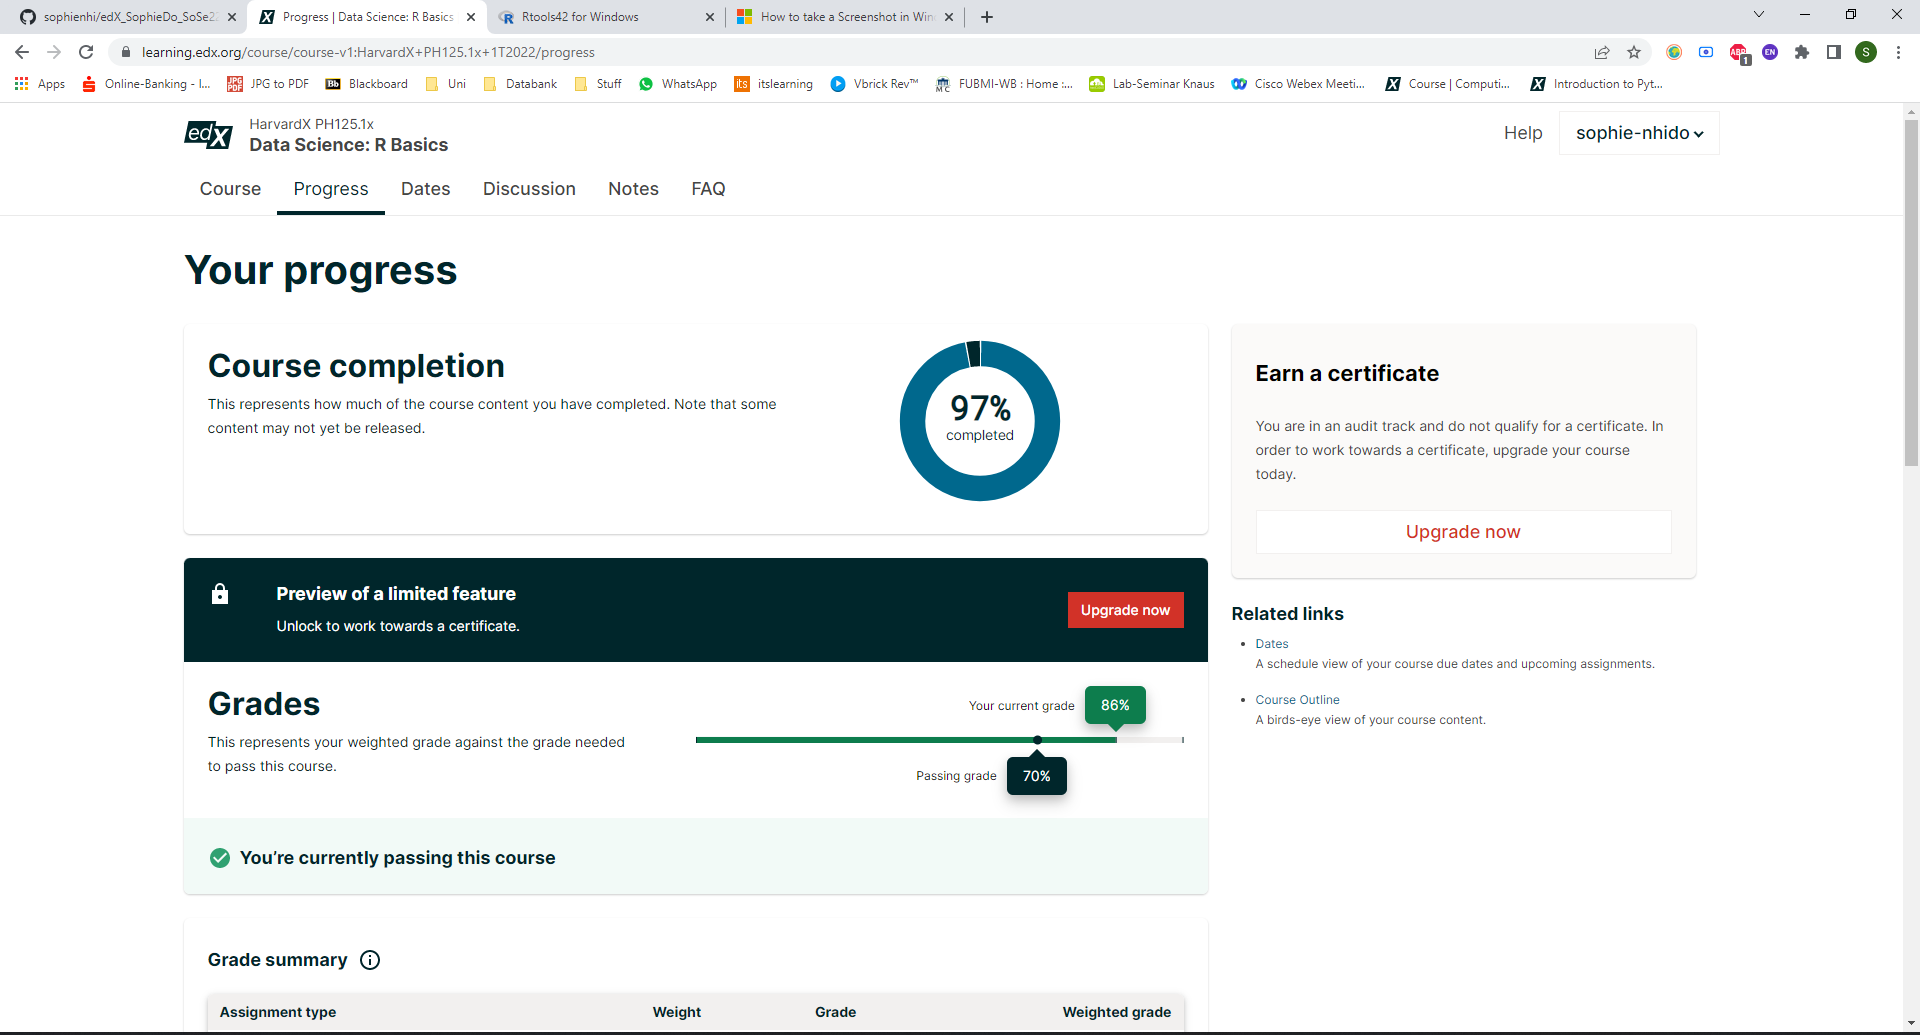 sophienhi/edX_SophieDo_SoSe22
Progress | Data Science: R Basics
Rtools42 for Windows
How to take a Screenshot in Win
learning.edx.org/course/course-v1:HarvardX+PH125.1x+1T2022/progress
ABP
1
EN
S
Apps
Online-Banking - I...
JPG
PDF
JPG to PDF
Bb
Blackboard
Uni
Databank
Stuff
WhatsApp
its
itslearning
Vbrick Rev™
FUBMI-WB : Home :...
Lab-Seminar Knaus
Cisco Webex Meeti...
Course | Computi...
Introduction to Pyt...
edX
HarvardX PH125.1x
Data Science: R Basics
Help
sophie-nhido
Course
Progress
Dates
Discussion
Notes
FAQ
Your progress
Course completion
This represents how much of the course content you have completed. Note that some
content may not yet be released.
97%
completed
Earn a certificate
You are in an audit track and do not qualify for a certificate. In
order to work towards a certificate, upgrade your course
today.
Upgrade now
Preview of a limited feature
Unlock to work towards a certificate.
Upgrade now
Related links
Dates
A schedule view of your course due dates and upcoming assignments.
Course Outline
A birds-eye view of your course content.
Grades
This represents your weighted grade against the grade needed
to pass this course.
Your current grade
86%
Passing grade
70%
You're currently passing this course
Grade summary
Assignment type
Weight
Grade
Weighted grade